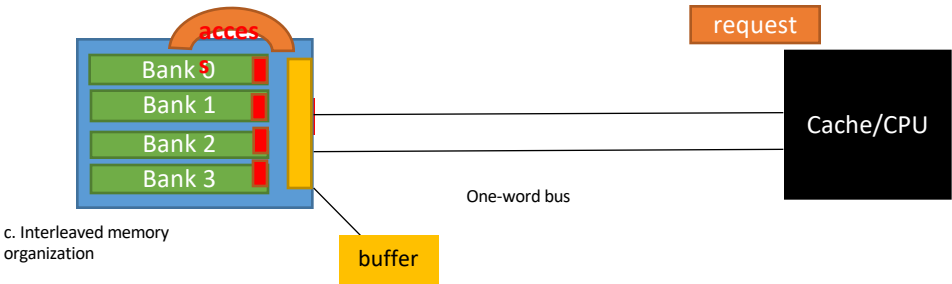 request
acces
s
Bank 0
Bank 1
Bank 2
Bank 3
Cache/CPU
One-word bus
c. Interleaved memory
organization
buffer